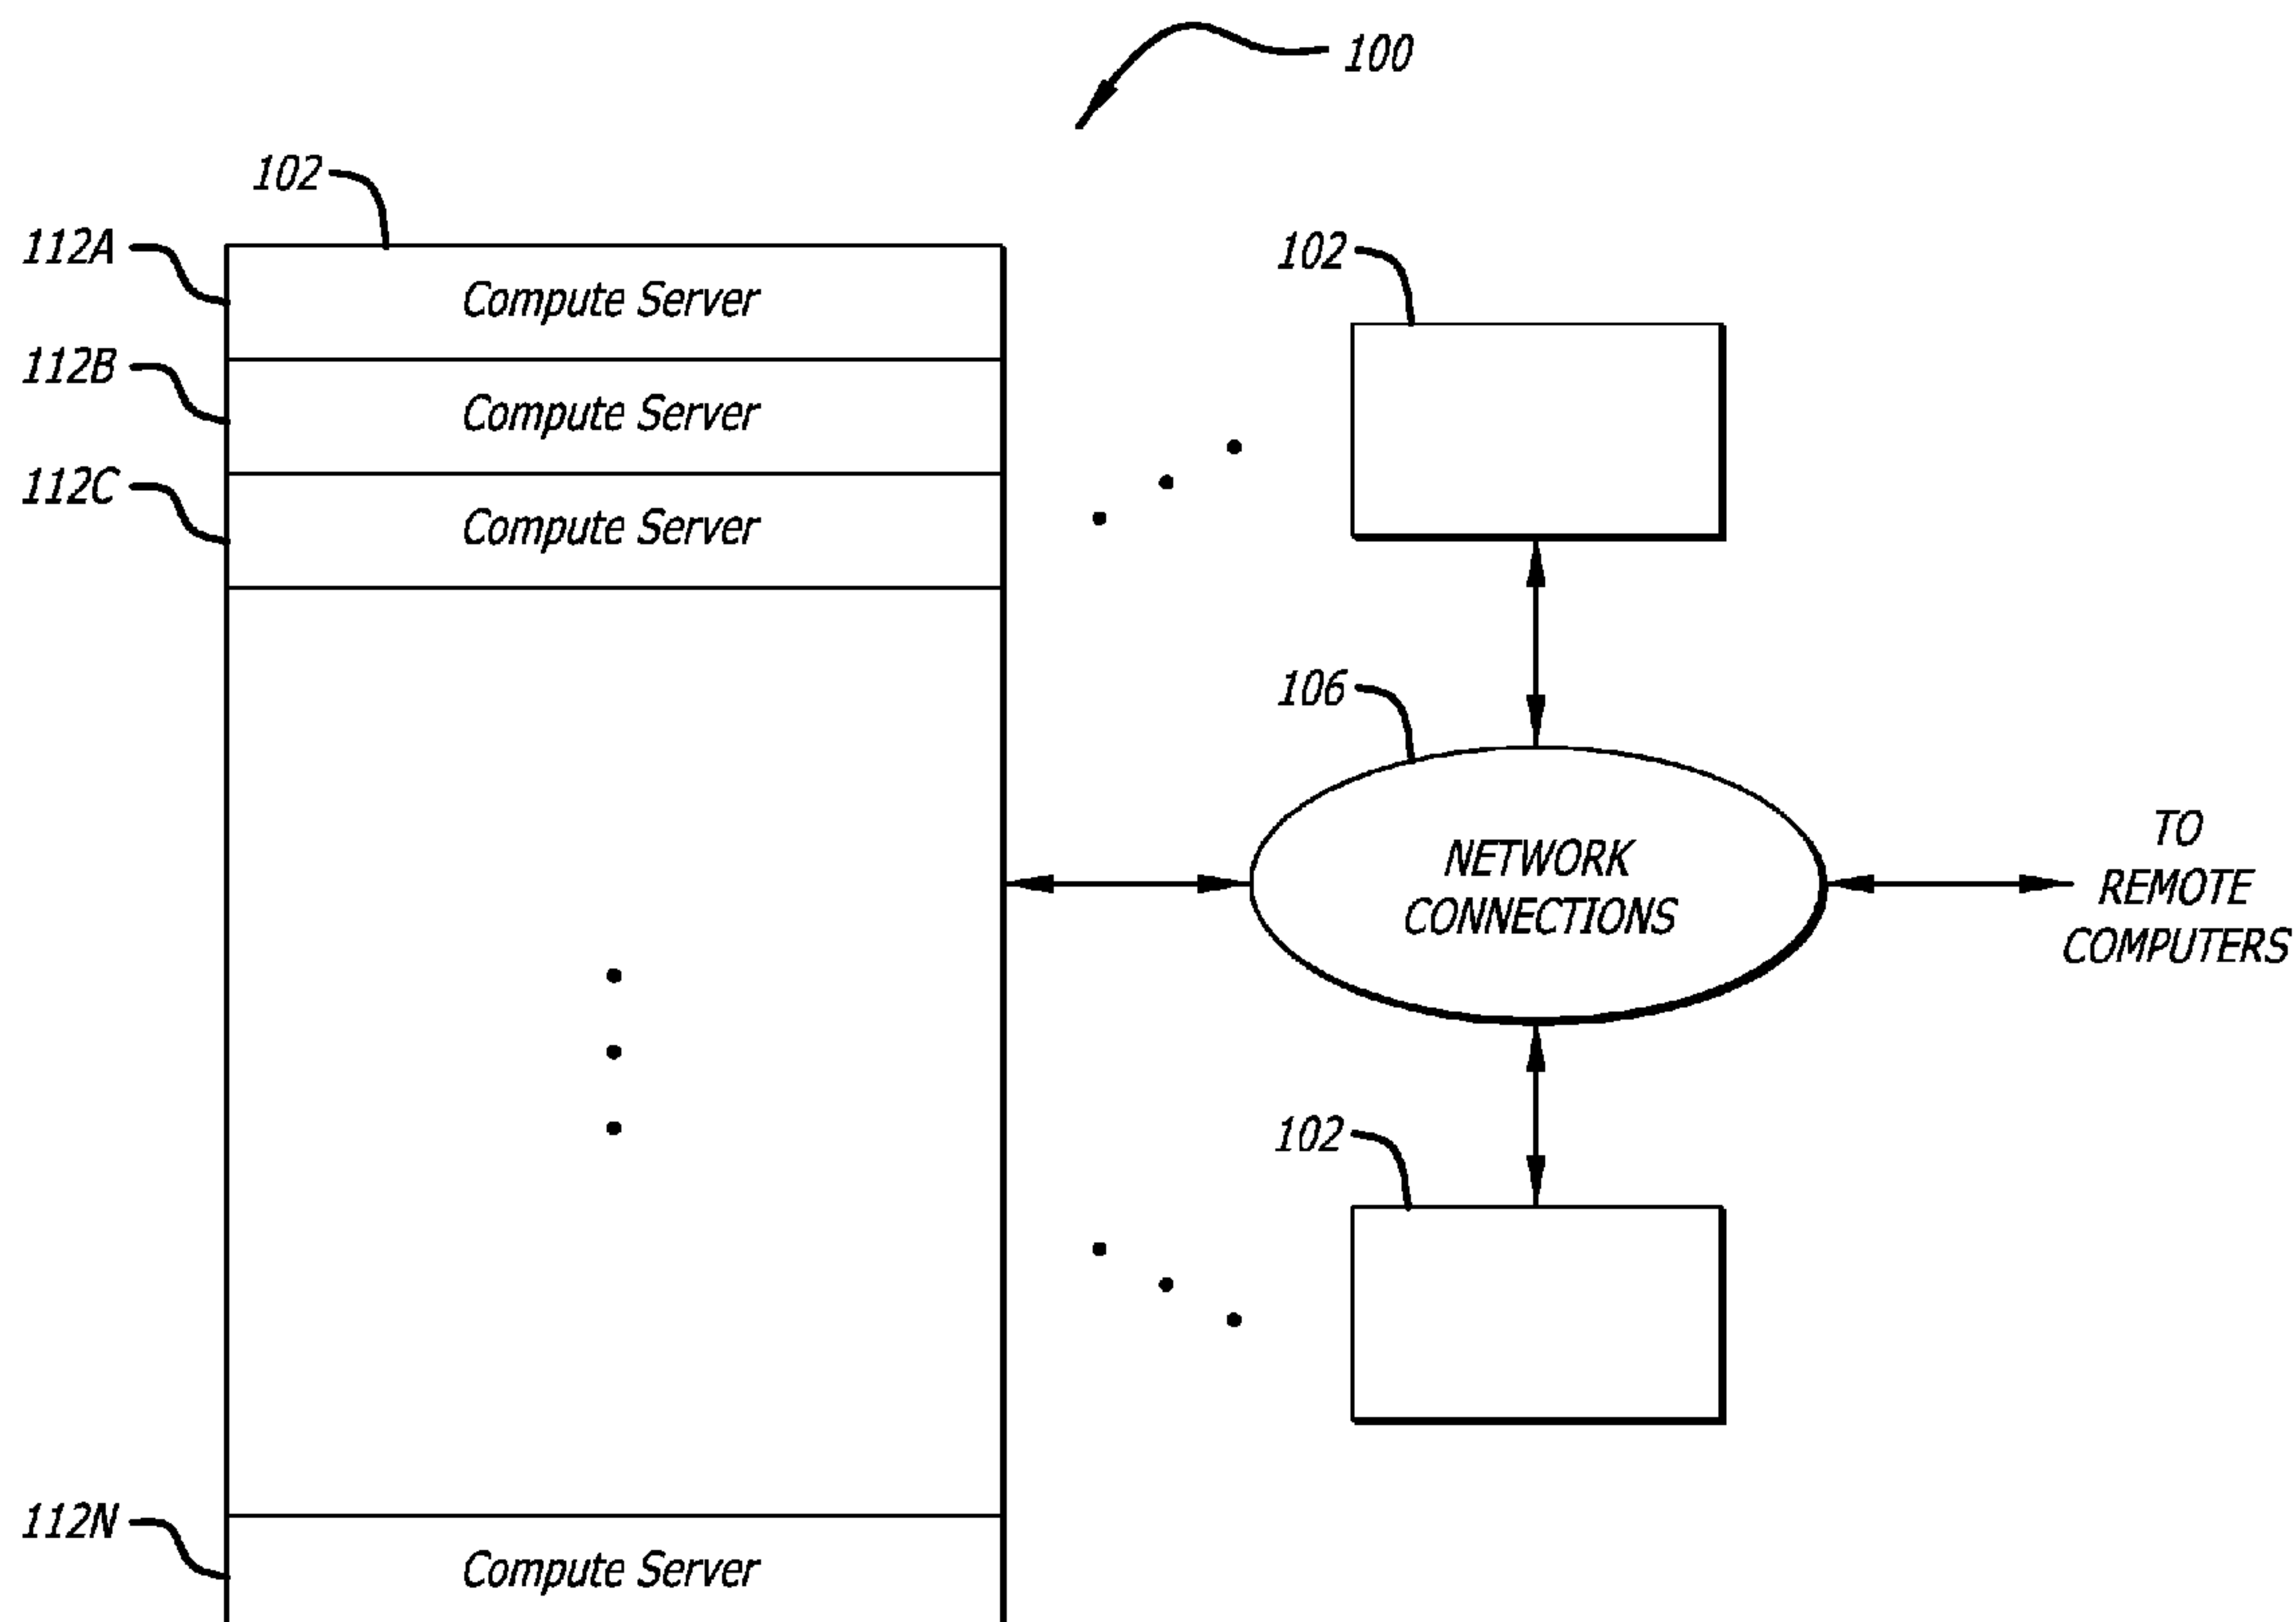 100
102
112A
Compute Server
102
112B
Compute Server
112C
Compute Server
106
NETWORK
CONNECTIONS
TO
REMOTE
COMPUTERS
102
112N
Compute Server